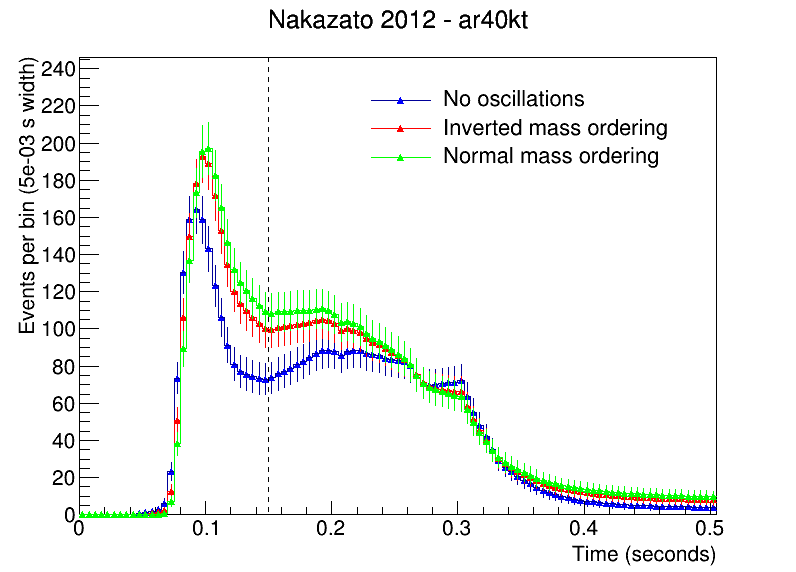 Nakazato 2012 - ar40kt
Events per bin (5e-03 s width)
240
220
200
180
160
140
120
100
80
60
40
20
0
No oscillations
Inverted mass ordering
Normal mass ordering
0 0.1 0.2 0.3 0.4 0.5
Time (seconds)